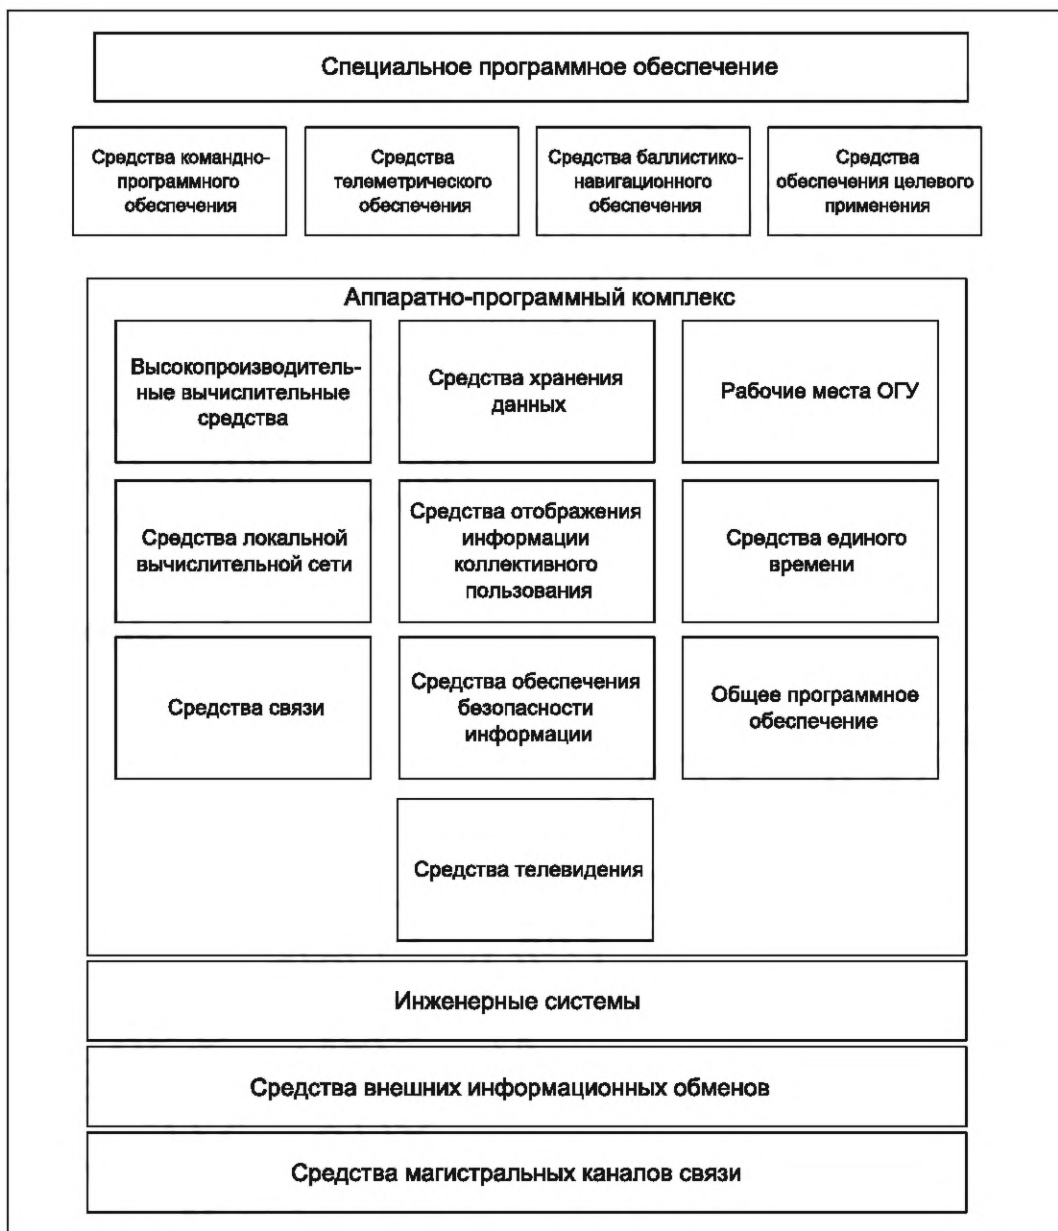 Специальное программное обеспечение
Средства командно-
программного
обеспечения
Средства
телеметрического
обеспечения
Средства баллистико-
навигационного
обеспечения
Средства
обеспечения целевого
применения
Аппаратно-программный комплекс
Высокопроизводитель-
ные вычислительные
средства
Средства хранения
данных
Рабочие места ОГУ
Средства локальной
вычислительной сети
Средства отображения
информации
коллективного
пользования
Средства единого
времени
Средства связи
Средства обеспечения
безопасности
информации
Общее программное
обеспечение
Средства телевидения
Инженерные системы
Средства внешних информационных обменов
Средства магистральных каналов связи